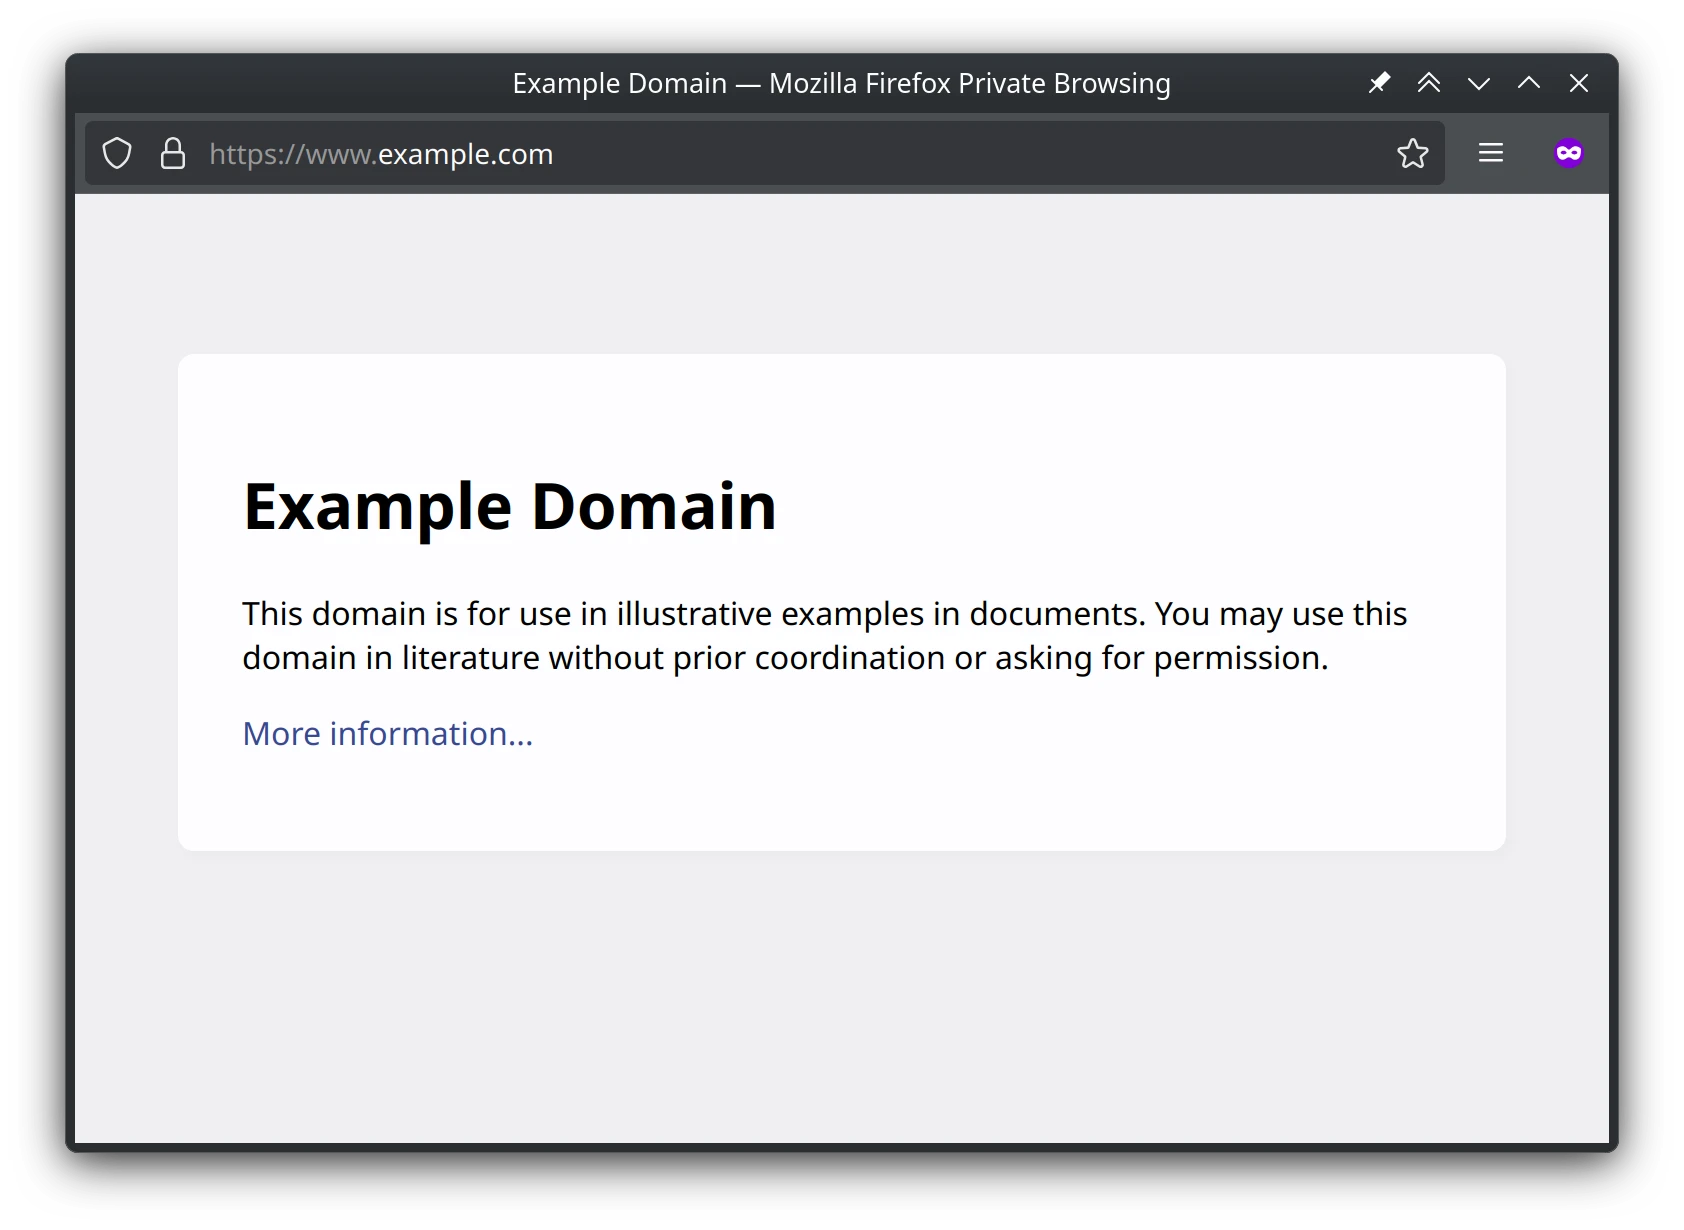 Example Domain — Mozilla Firefox Private Browsing
https://www.example.com
Example Domain
This domain is for use in illustrative examples in documents. You may use this
domain in literature without prior coordination or asking for permission.
More information...